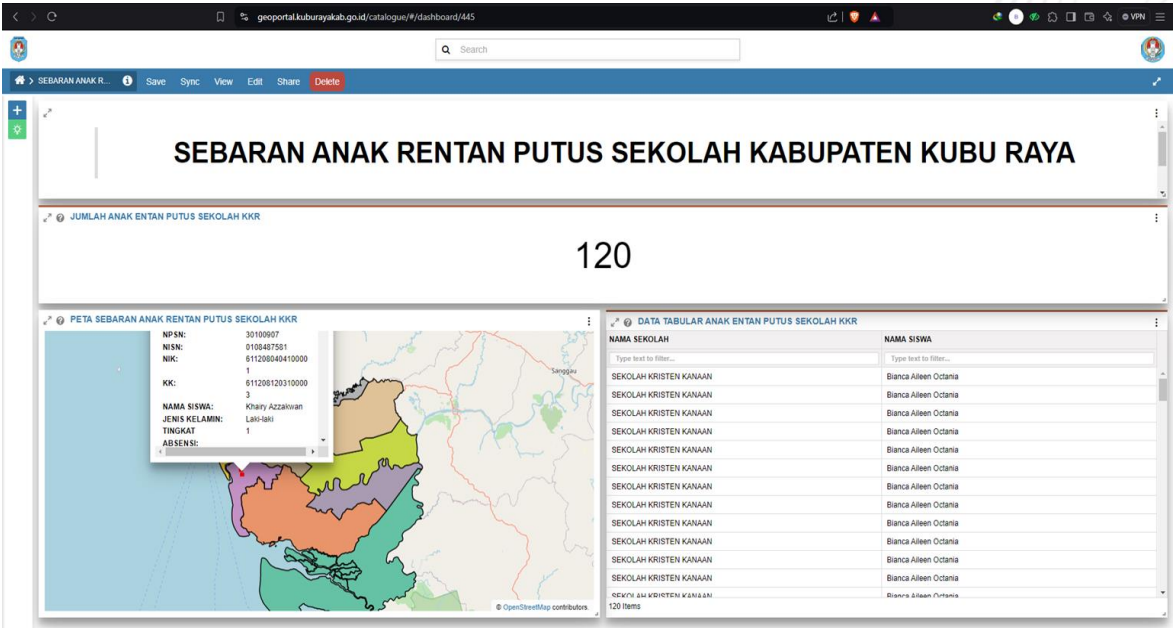 geoportal.kuburayakab.go.id/catalogue/#/dashboard/445
VPN
Search
SEBARAN ANAK R...
Save Sync View Edit Share Delete
SEBARAN ANAK RENTAN PUTUS SEKOLAH KABUPATEN KUBU RAYA
JUMLAH ANAK ENTAN PUTUS SEKOLAH KKR
120
PETA SEBARAN ANAK RENTAN PUTUS SEKOLAH KKR
NPSN: 30100907
NISN: 0108487581
NIK: 611208040410000
1
KK: 611208120310000
3
NAMA SISWA: Khairy Azzakwan
JENIS KELAMIN: Laki-laki
TINGKAT 1
ABSENSI:
Sanggau
© OpenStreetMap contributors.
DATA TABULAR ANAK ENTAN PUTUS SEKOLAH KKR
NAMA SEKOLAH NAMA SISWA
Type text to filter... Type text to filter...
SEKOLAH KRISTEN KANAAN Bianca Aileen Octania
SEKOLAH KRISTEN KANAAN Bianca Aileen Octania
SEKOLAH KRISTEN KANAAN Bianca Aileen Octania
SEKOLAH KRISTEN KANAAN Bianca Aileen Octania
SEKOLAH KRISTEN KANAAN Bianca Aileen Octania
SEKOLAH KRISTEN KANAAN Bianca Aileen Octania
SEKOLAH KRISTEN KANAAN Bianca Aileen Octania
SEKOLAH KRISTEN KANAAN Bianca Aileen Octania
SEKOLAH KRISTEN KANAAN Bianca Aileen Octania
SEKOLAH KRISTEN KANAAN Bianca Aileen Octania
SEKOLAH KRISTEN KANAAN Bianca Aileen Octania
SEKOLAH KRISTEN KANAAN Bianca Aileen Octania
SEKOLAH KRISTEN KANAAN Bianca Aileen Octania
120 Items